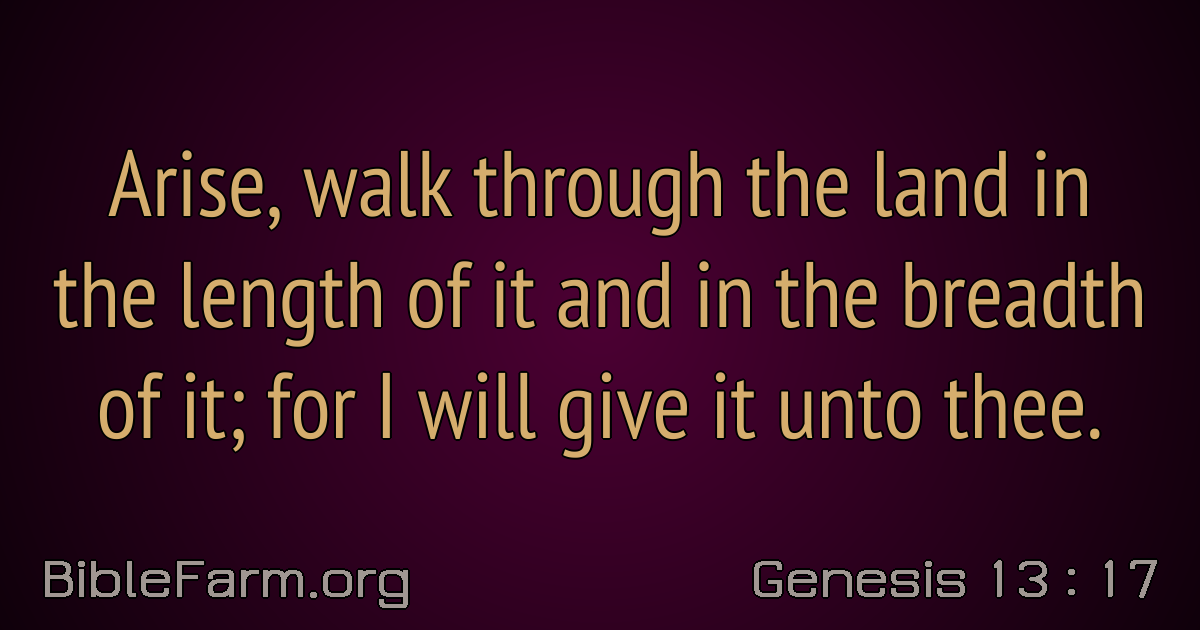 Arise, walk through the land in
the length of it and in the breadth
of it; for I will give it unto thee.
BibleFarm.org
Genesis 13 : 17